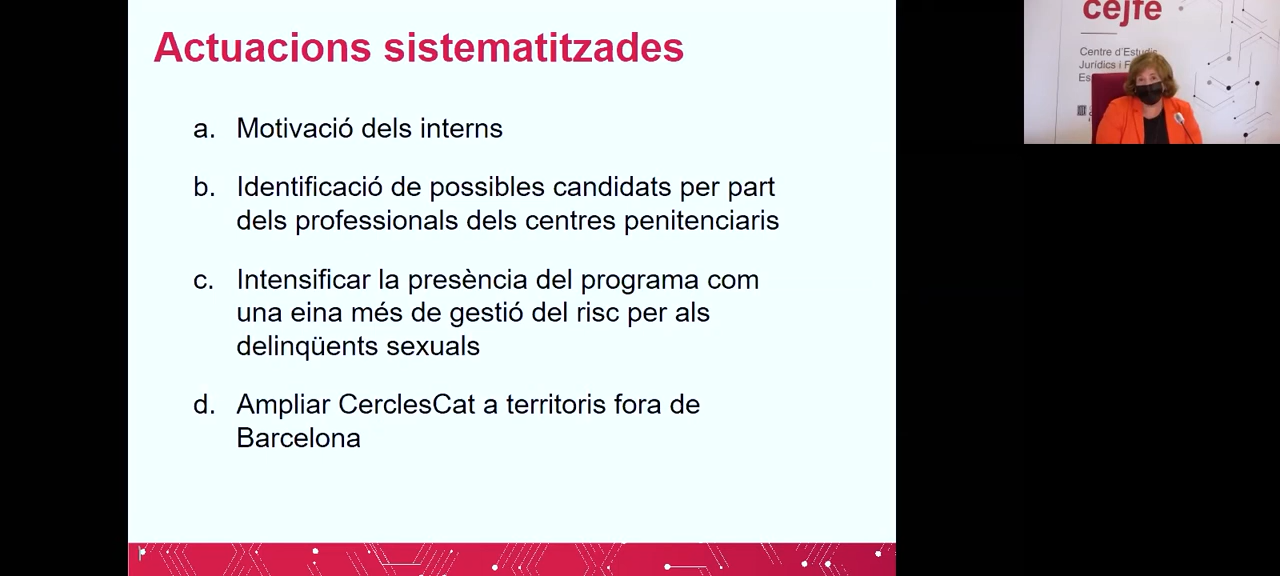 Actuacions sistematitzades
a. Motivació dels interns
b. Identificació de possibles candidats per part
dels professionals dels centres penitenciaris
c. Intensificar la presència del programa com
una eina més de gestió del risc per als
delinqüents sexuals
d. Ampliar CerclesCat a territoris fora de
Barcelona
cejfe
Centre d'Estudis
Jurídics i